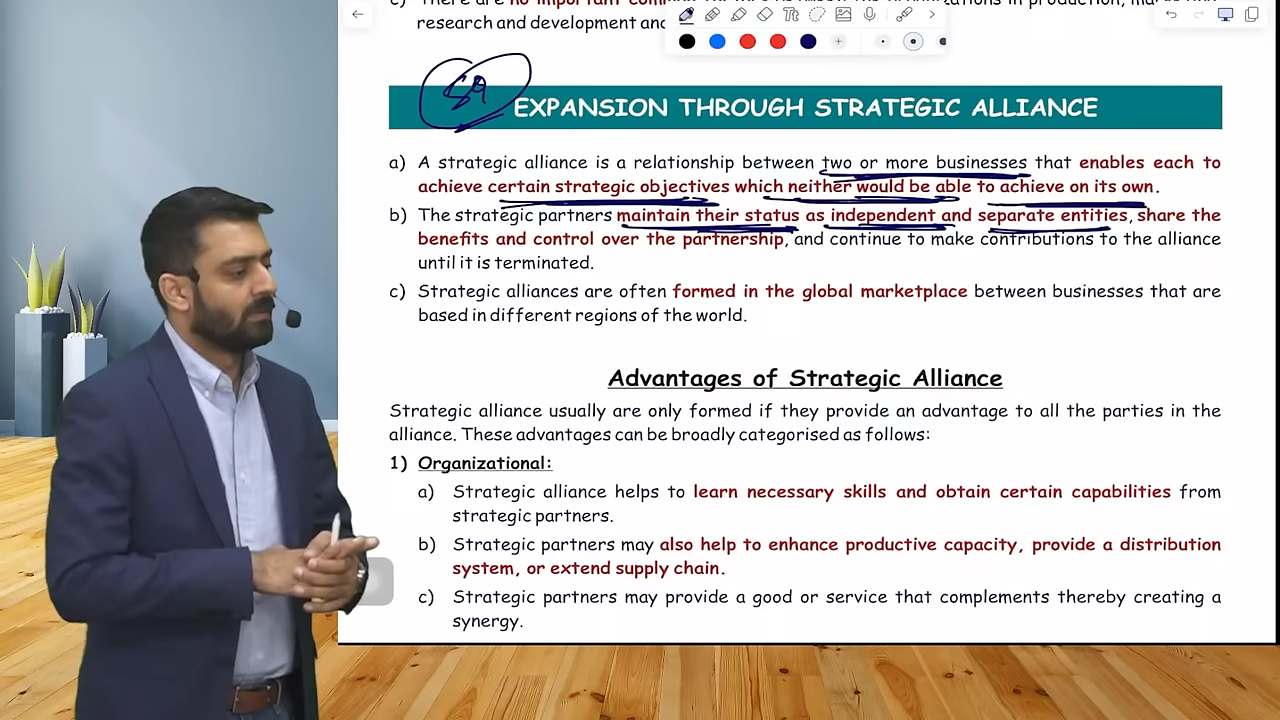 research and development
59
EXPANSION THROUGH STRATEGIC ALLIANCE
a) A strategic alliance is a relationship between two or more businesses that enables each to
achieve certain strategic objectives which neither would be able to achieve on its own.
b) The strategic partners maintain their status as independent and separate entities, share the
benefits and control over the partnership, and continue to make contributions to the alliance
until it is terminated.
c) Strategic alliances are often formed in the global marketplace between businesses that are
based in different regions of the world.
Advantages of Strategic Alliance
Strategic alliance usually are only formed if they provide an advantage to all the parties in the
alliance. These advantages can be broadly categorised as follows:
1) Organizational:
a) Strategic alliance helps to learn necessary skills and obtain certain capabilities from
strategic partners.
b) Strategic partners may also help to enhance productive capacity, provide a distribution
system, or extend supply chain.
c) Strategic partners may provide a good or service that complements thereby creating a
synergy.